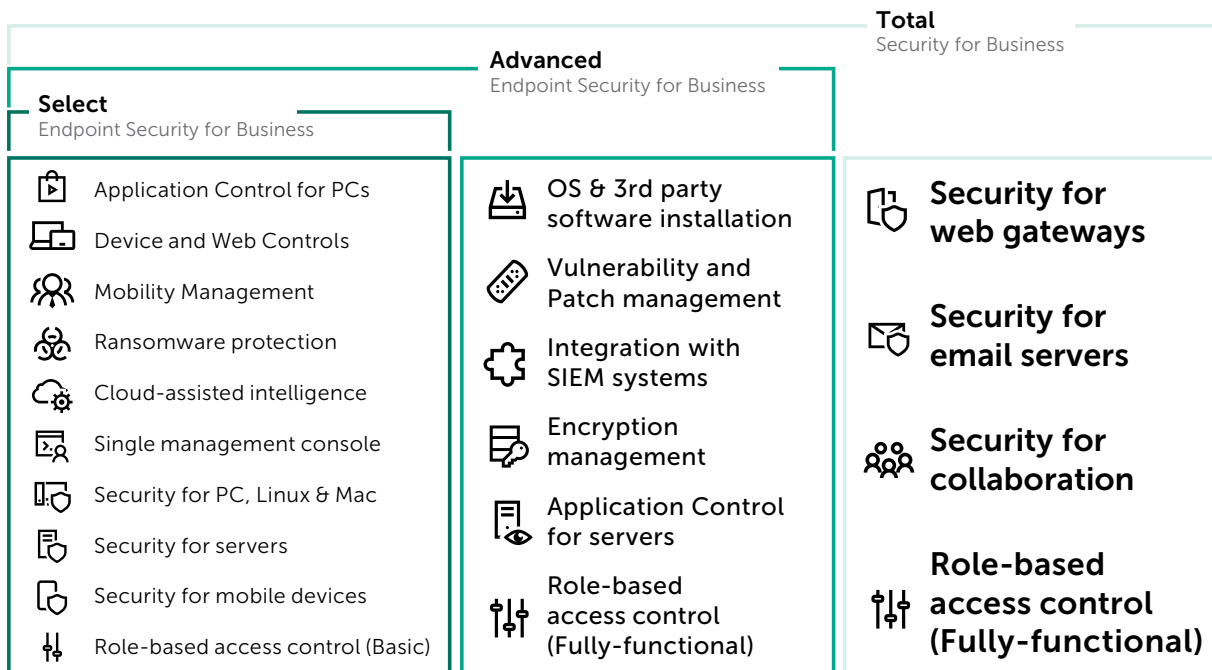 Total
Security for Business
Advanced
Endpoint Security for Business
Select
Endpoint Security for Business
Application Control for PCs
Device and Web Controls
Mobility Management
Ransomware protection
Cloud-assisted intelligence
Single management console
Security for PC, Linux & Mac
Security for servers
Security for mobile devices
Role-based access control (Basic)
OS & 3rd party
software installation
Vulnerability and
Patch management
Integration with
SIEM systems
Encryption
management
Application Control
for servers
Role-based
access control
(Fully-functional)
Security for
web gateways
Security for
email servers
Security for
collaboration
Role-based
access control
(Fully-functional)